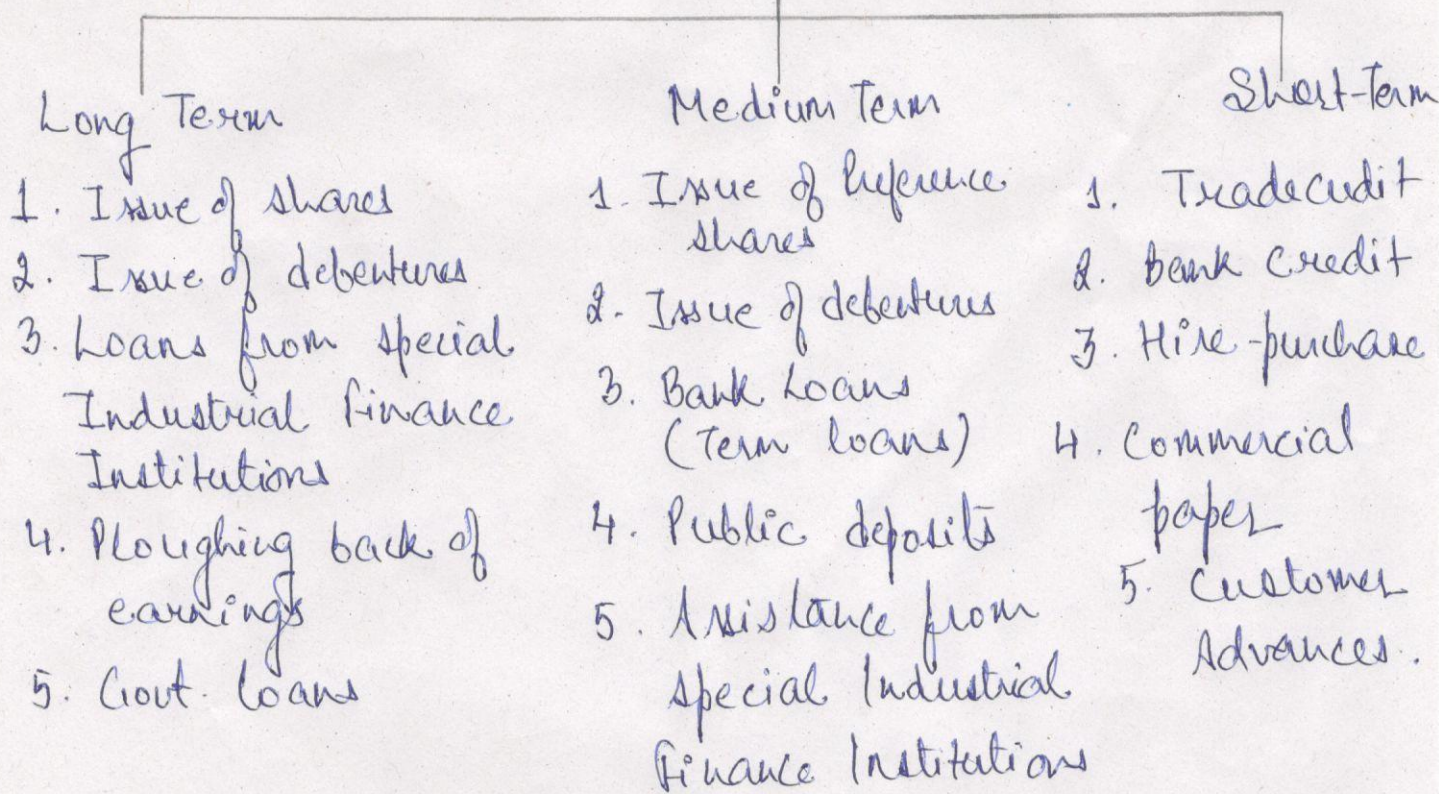 Long Term
1. Issue of shares
2. Issue of debentures
3. Loans from special
Industrial finance
Institutions
4. Ploughing back of
earnings
5. Govt. loans
Medium Term
1. Issue of Preference
shares
2. Issue of debentures
3. Bank Loans
(Term loans)
4. Public deposits
5. Assistance from
special Industrial
Finance Institutions
Short-Term
1. Tradecredit
2. Bank Credit
3. Hire-purchase
4. Commercial
paper
5. Customer
Advances.